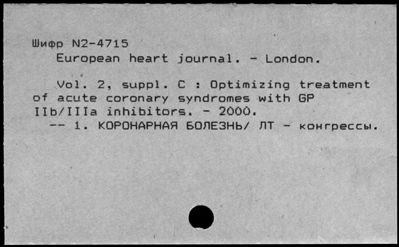 Шифр N2-4715
European heart journal. - London.
Vol. 2, suppl. C : Optimizing treatment
of acute coronary syndromes with GP
IIb/IIIa inhibitors. - 2000.
-- 1. КОРОНАРНАЯ БОЛЕЗНЬ/ ЛТ - конгрессы.